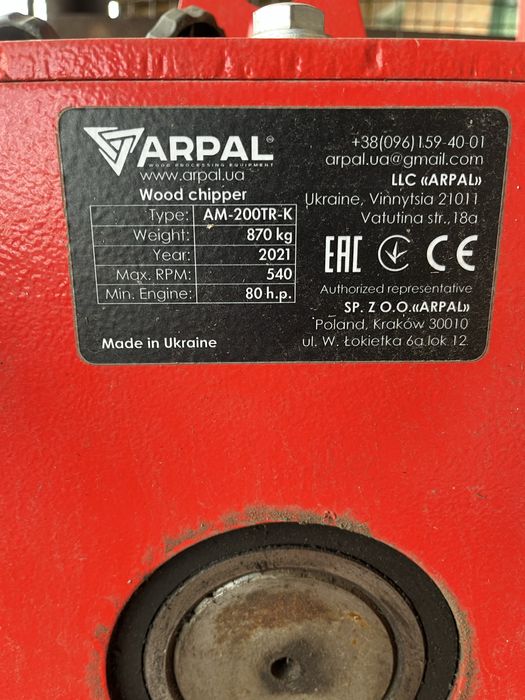 ARPAL
WOOD PROCESSING EQUIPMENT
www.arpal.ua
Wood chipper
Type: AM-200TR-K
Weight: 870 kg
Year: 2021
Max. RPM: 540
Min. Engine: 80 h.p.
Made in Ukraine
+38(096)159-40-01
arpal.ua@gmail.com
LLC «ARPAL»
Ukraine, Vinnytsia 21011
Vatutina str.,18a
EAC CE
Authorized representative
SP. Z O.O.«ARPAL»
Poland, Kraków 30010
ul. W. Łokietka 6a lok 12